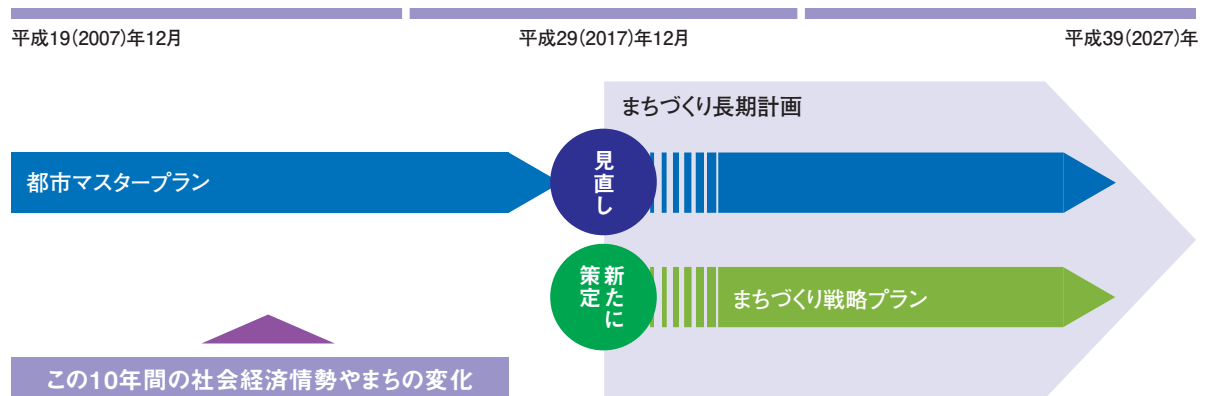 平成19(2007)年12月
平成29(2017)年12月
平成39(2027)年
まちづくり長期計画
都市マスタープラン
見直し
新たに
策定
まちづくり戦略プラン
この10年間の社会経済情勢やまちの変化